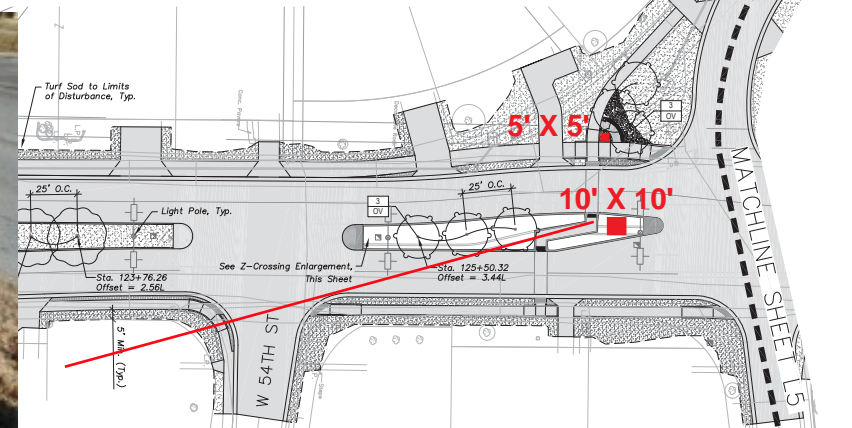 Turf Sod to Limits
of Disturbance, Typ.
Conc. Paving
5' X 5'
3
OV
25' O.C.
Light Pole, Typ.
3
OV
25' O.C.
10' X 10'
See Z-Crossing Enlargement,
This Sheet
Sta. 123+76.26
Offset = 2.56L
Sta. 125+50.32
Offset = 3.44L
5' Min. (Typ.)
W 54TH ST
MATCHLINE SHEET L5